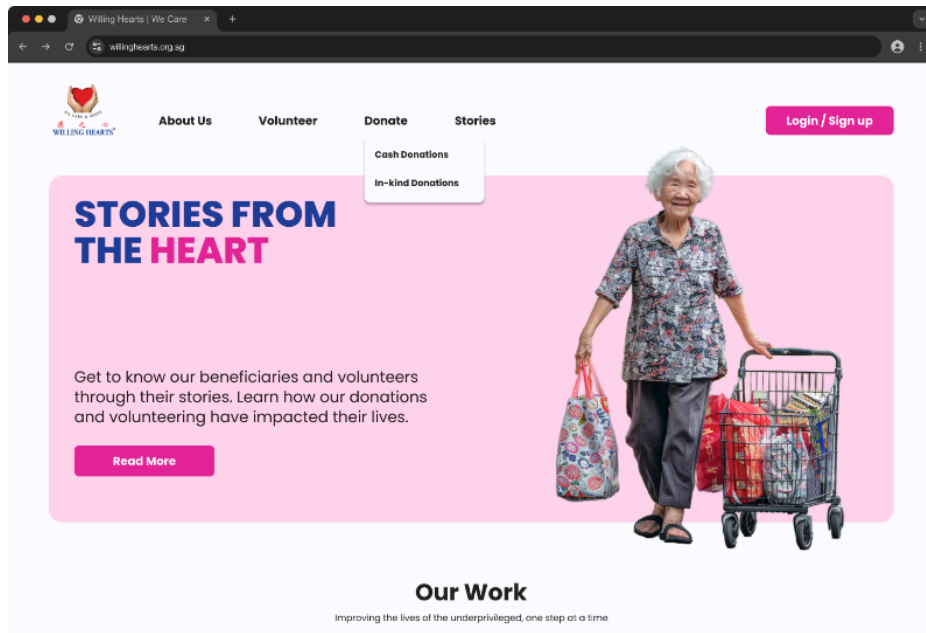 Willing Hearts | We Care
willinghearts.org.sg
WE CARE & SHARE
WILLING HEARTS
About Us
Volunteer
Donate
Stories
Login / Sign up
Cash Donations
In-kind Donations
STORIES FROM
THE HEART
Get to know our beneficiaries and volunteers
through their stories. Learn how our donations
and volunteering have impacted their lives.
Read More
Our Work
Improving the lives of the underprivileged, one step at a time